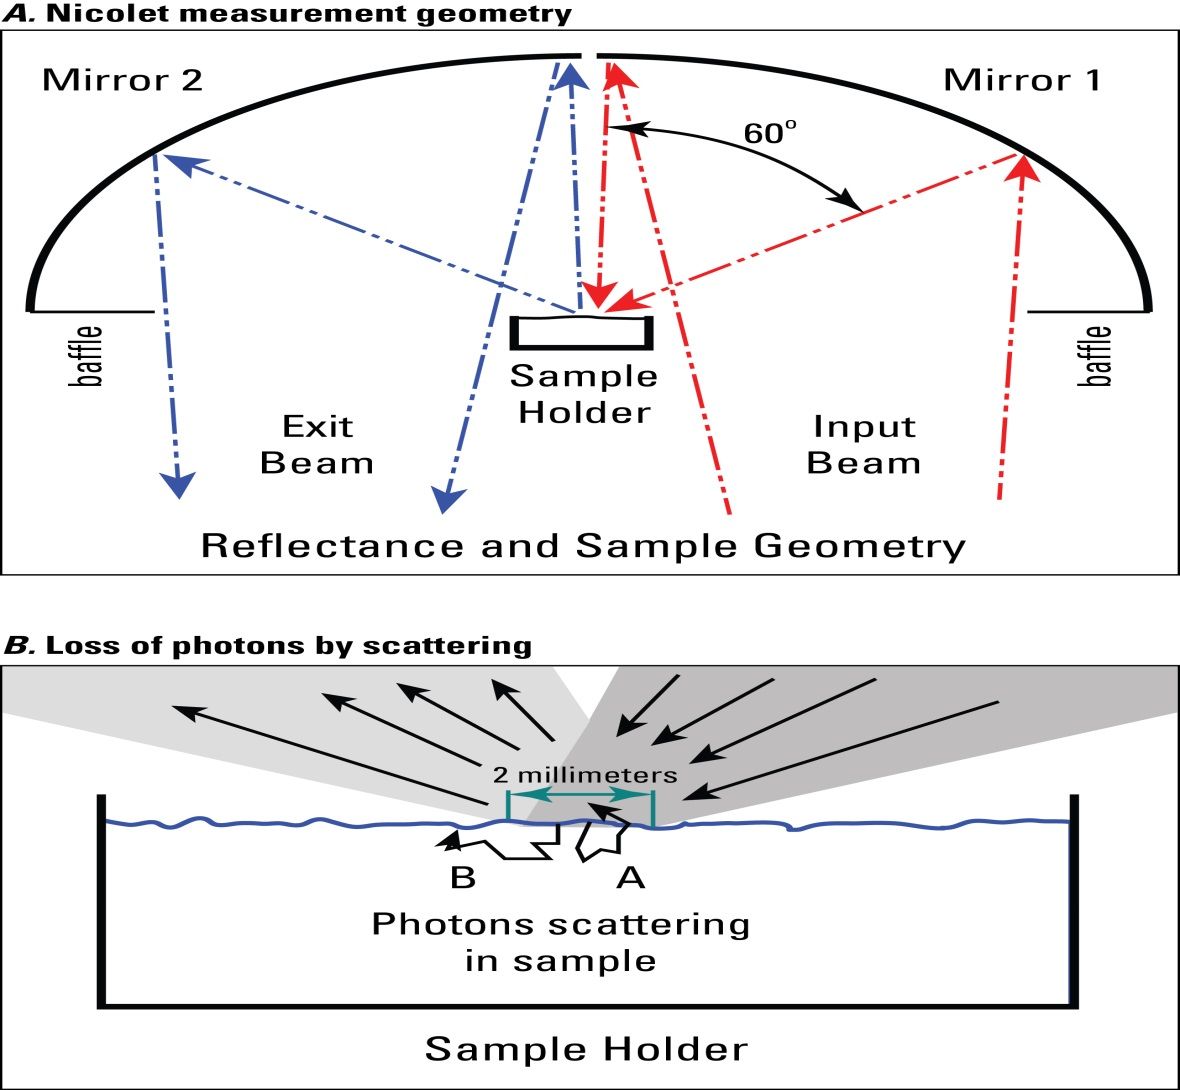 A. Nicolet measurement geometry
Mirror 2
Mirror 1
60°
baffle
baffle
Sample
Holder
Exit
Beam
Input
Beam
Reflectance and Sample Geometry
B. Loss of photons by scattering
2 millimeters
B
A
Photons scattering
in sample
Sample Holder